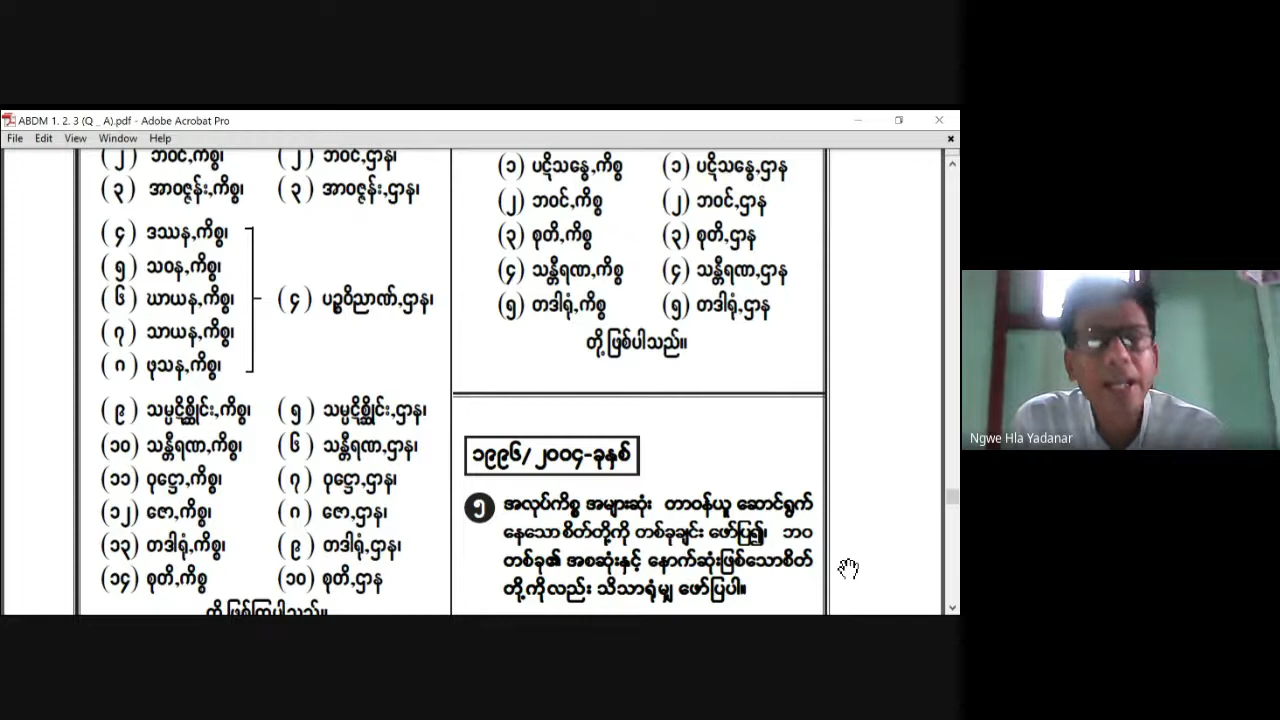 ABDM 1. 2. 3 (Q _ A).pdf - Adobe Acrobat Pro
File Edit View Window Help
(၂) ဘဝင်,ကိစ္စ၊ (၂) ဘဝင်,ဌာန၊
(၃) အာဝဇ္ဇန်း,ကိစ္စ၊ (၃) အာဝဇ္ဇန်း,ဌာန၊
(၄) ဒဿန,ကိစ္စ၊
(၅) သဝန,ကိစ္စ၊
(၆) ဃာယန,ကိစ္စ၊ (၄) ပဉ္စဝိညာဏ်,ဌာန၊
(၇) သာယန,ကိစ္စ၊
(၈) ဖုသန,ကိစ္စ၊
(၉) သမ္ပဋိစ္ဆိုင်း,ကိစ္စ၊ (၅) သမ္ပဋိစ္ဆိုင်း,ဌာန၊
(၁၀) သန္တီရဏ,ကိစ္စ၊ (၆) သန္တီရဏ,ဌာန၊
(၁၁) ဝုဋ္ဌော,ကိစ္စ၊ (၇) ဝုဋ္ဌော,ဌာန၊
(၁၂) ဇော,ကိစ္စ၊ (၈) ဇော,ဌာန၊
(၁၃) တဒါရုံ,ကိစ္စ၊ (၉) တဒါရုံ,ဌာန၊
(၁၄) စုတိ,ကိစ္စ (၁၀) စုတိ,ဌာန
တို့ ဖြစ်ကြပါသည်။
(၁) ပဋိသန္ဓေ,ကိစ္စ (၁) ပဋိသန္ဓေ,ဌာန
(၂) ဘဝင်,ကိစ္စ (၂) ဘဝင်,ဌာန
(၃) စုတိ,ကိစ္စ (၃) စုတိ,ဌာန
(၄) သန္တီရဏ,ကိစ္စ (၄) သန္တီရဏ,ဌာန
(၅) တဒါရုံ,ကိစ္စ (၅) တဒါရုံ,ဌာန
တို့ ဖြစ်ပါသည်။
၁၉၉၆/၂၀၀၄-ခုနှစ်
၅ အလုပ်ကိစ္စ အများဆုံး တာဝန်ယူ ဆောင်ရွက်
နေသော စိတ်တို့ကို တစ်ခုချင်း ဖော်ပြ၍၊ ဘဝ
တစ်ခု၏ အစဆုံးနှင့် နောက်ဆုံးဖြစ်သောစိတ်
တို့ကိုလည်း သိသာရုံမျှ ဖော်ပြပါ။
Ngwe Hla Yadanar